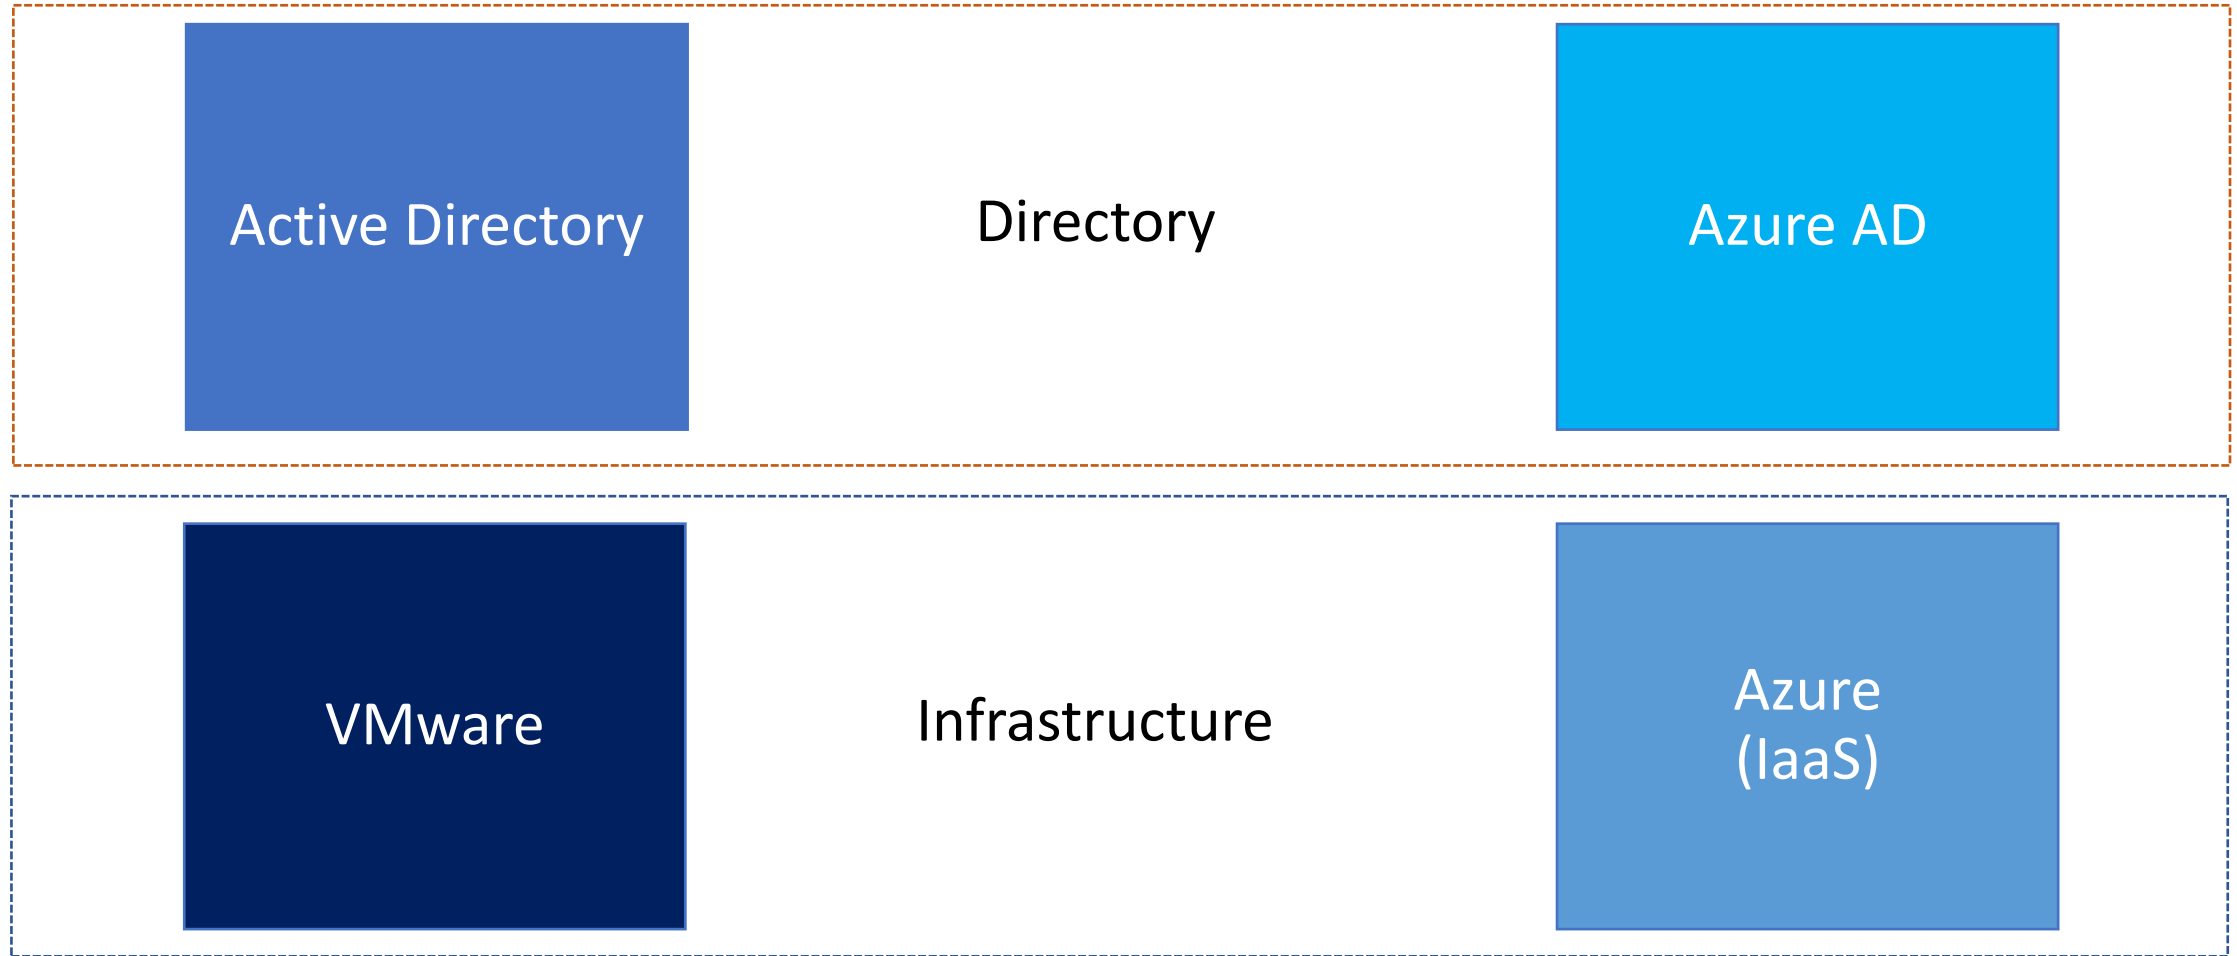 Active Directory
Directory
Azure AD
VMware
Infrastructure
Azure
(IaaS)